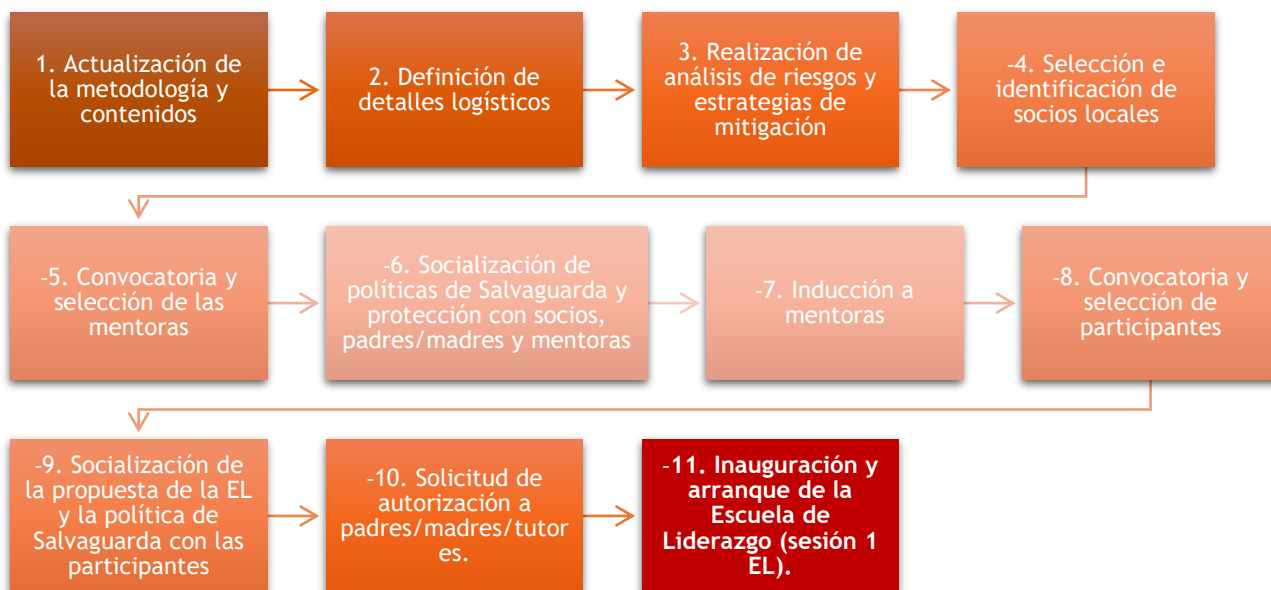 1. Actualización de
la metodología y
contenidos
2. Definición de
detalles logísticos
3. Realización de
análisis de riesgos y
estrategias de
mitigación
-4. Selección e
identificación de
socios locales
-5. Convocatoria y
selección de las
mentoras
-6. Socialización de
políticas de Salvaguarda y
protección con socios,
padres/madres y mentoras
-7. Inducción a
mentoras
-8. Convocatoria y
selección de
participantes
-9. Socialización de
la propuesta de la EL
y la política de
Salvaguarda con las
participantes
-10. Solicitud de
autorización a
padres/madres/tutor
es.
-11. Inauguración y
arranque de la
Escuela de
Liderazgo (sesión 1
EL).